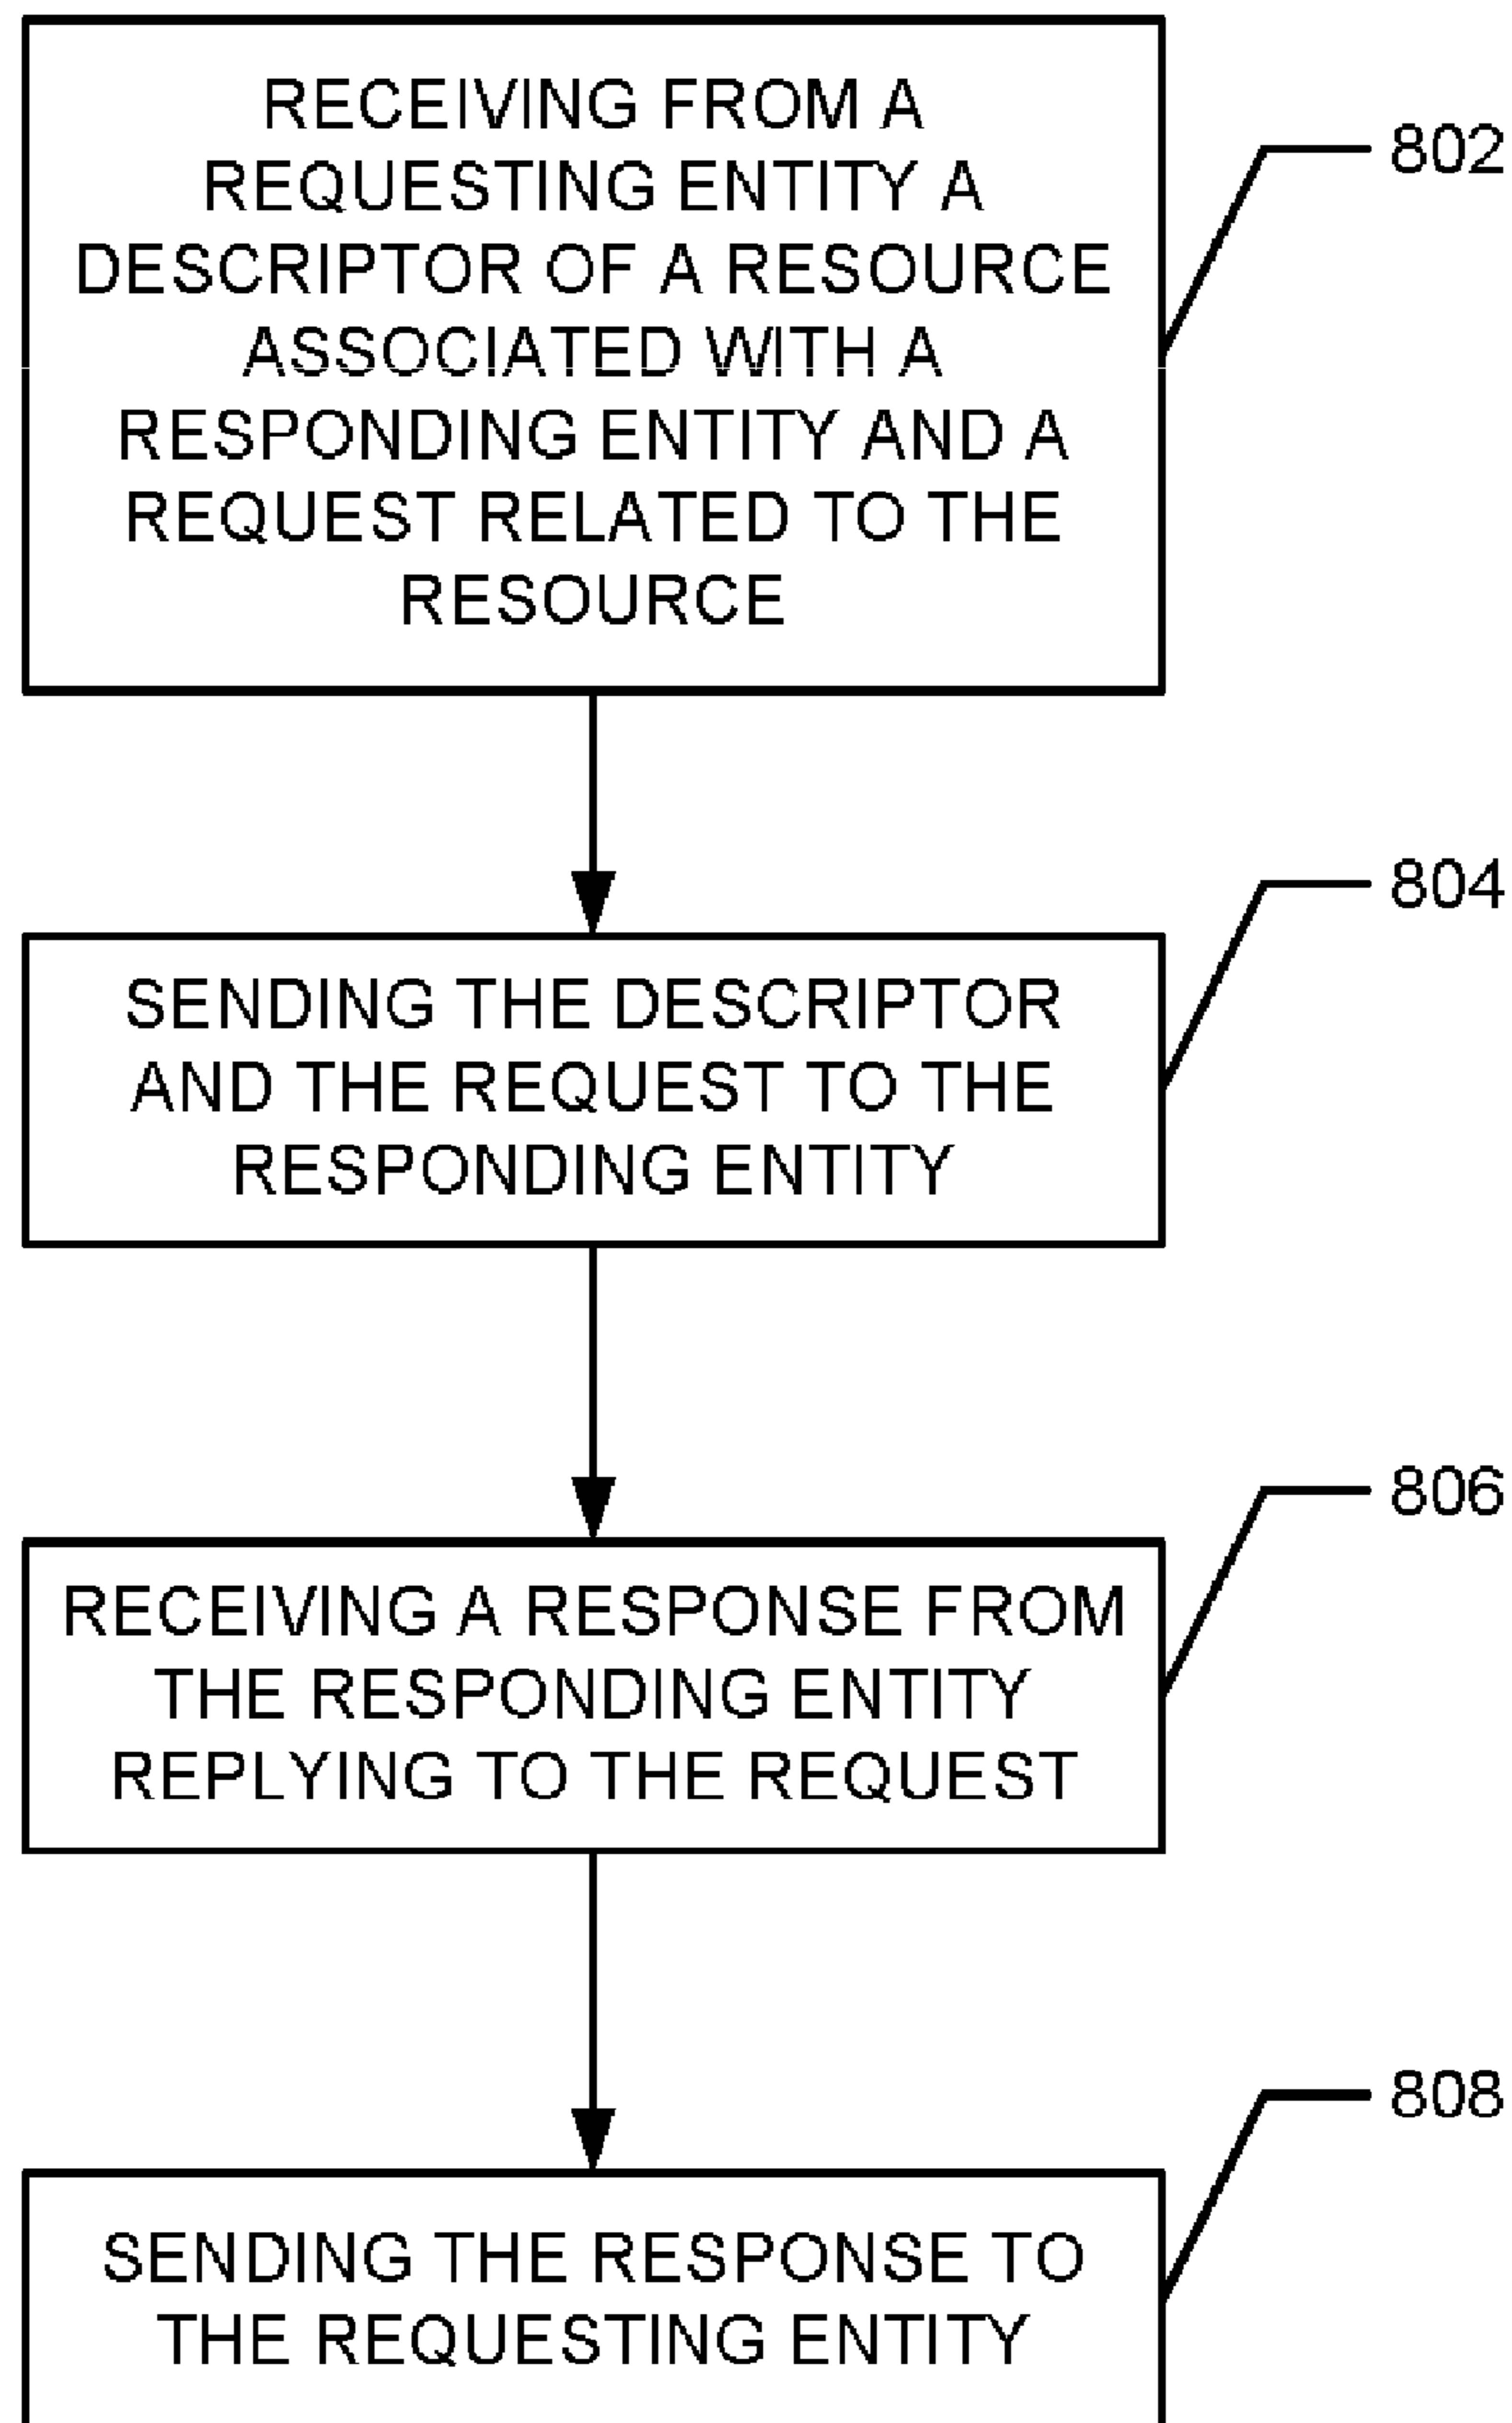 RECEIVING FROM A
REQUESTING ENTITY A
DESCRIPTOR OF A RESOURCE
ASSOCIATED WITH A
RESPONDING ENTITY AND A
REQUEST RELATED TO THE
RESOURCE
802
SENDING THE DESCRIPTOR
AND THE REQUEST TO THE
RESPONDING ENTITY
804
RECEIVING A RESPONSE FROM
THE RESPONDING ENTITY
REPLYING TO THE REQUEST
806
SENDING THE RESPONSE TO
THE REQUESTING ENTITY
808